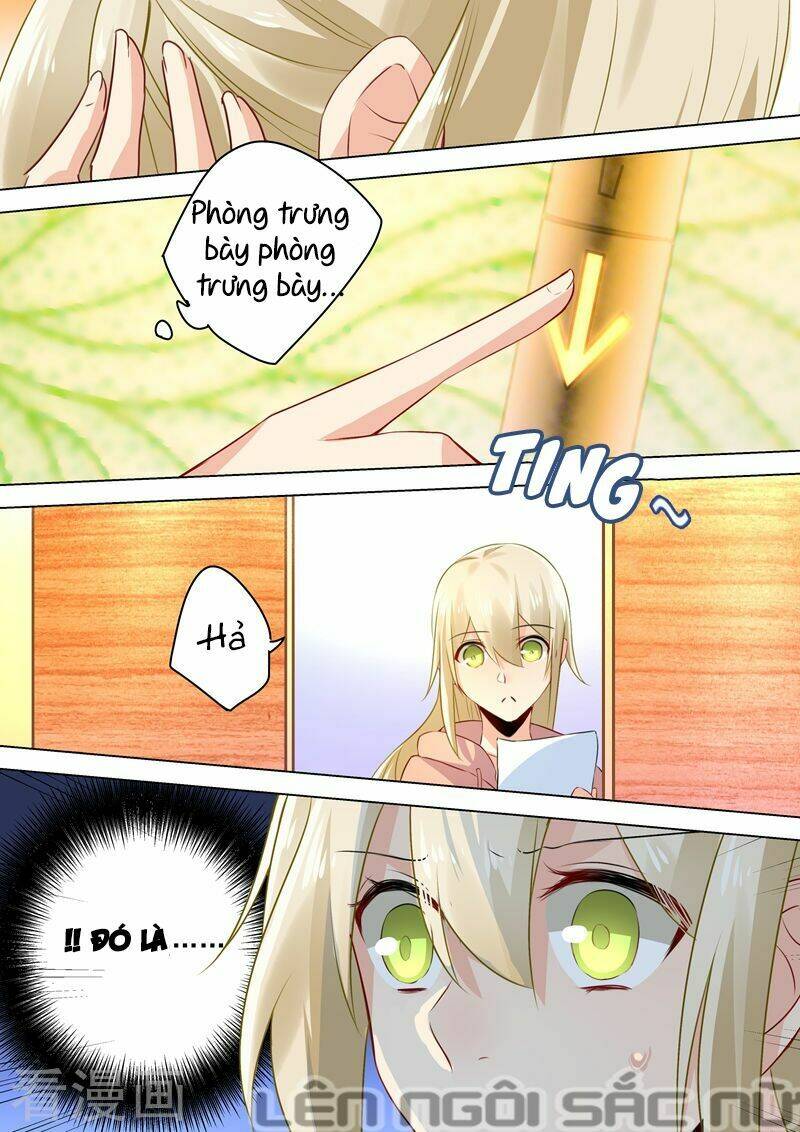 Phòng trưng
bày phòng
trưng bày...
TING ~
Hả
!! ĐÓ LÀ ......
看漫画
LÊN NGÔI SẮC NỮ